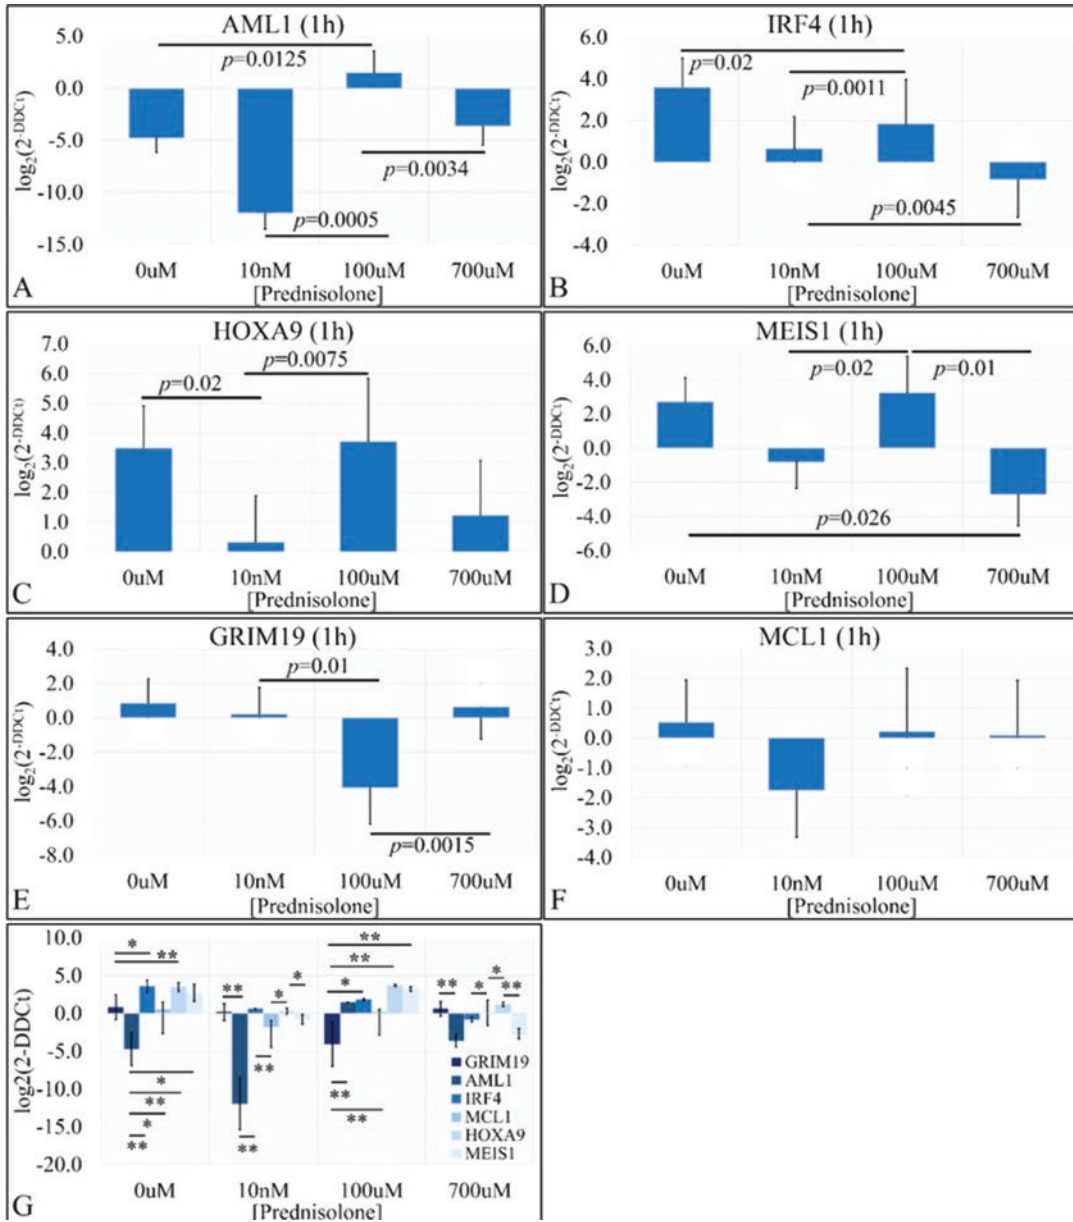 AML1 (1h)
5.0
0.0
-5.0
-10.0
-15.0
log2(2-DDCt)
p=0.0125
p=0.0034
p=0.0005
0uM 10nM 100uM 700uM
[Prednisolone]
A
IRF4 (1h)
6.0
4.0
2.0
0.0
-2.0
-4.0
log2(2-DDCt)
p=0.02
p=0.0011
p=0.0045
0uM 10nM 100uM 700uM
[Prednisolone]
B
HOXA9 (1h)
7.0
6.0
5.0
4.0
3.0
2.0
1.0
0.0
log2(2-DDCt)
p=0.0075
p=0.02
0uM 10nM 100uM 700uM
[Prednisolone]
C
MEIS1 (1h)
6.0
4.0
2.0
0.0
-2.0
-4.0
-6.0
log2(2-DDCt)
p=0.02 p=0.01
p=0.026
0uM 10nM 100uM 700uM
[Prednisolone]
D
GRIM19 (1h)
4.0
2.0
0.0
-2.0
-4.0
-6.0
-8.0
log2(2-DDCt)
p=0.01
p=0.0015
0uM 10nM 100uM 700uM
[Prednisolone]
E
MCL1 (1h)
3.0
2.0
1.0
0.0
-1.0
-2.0
-3.0
-4.0
log2(2-DDCt)
0uM 10nM 100uM 700uM
[Prednisolone]
F
10.0
5.0
0.0
-5.0
-10.0
-15.0
-20.0
log2(2-DDCt)
* ** ** * * * ** ** ** * * **
* ** * ** ** ** ** **
GRIM19
AML1
IRF4
MCL1
HOXA9
MEIS1
0uM 10nM 100uM 700uM
[Prednisolone]
G